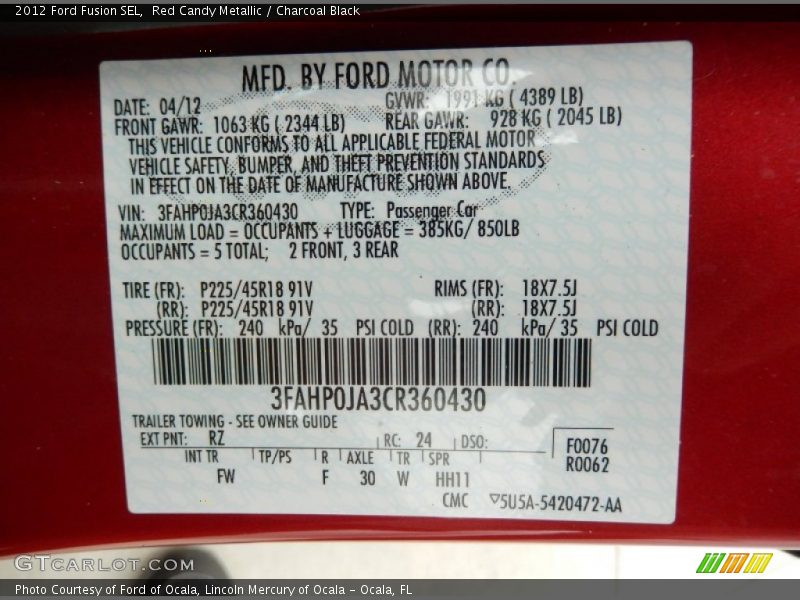 2012 Ford Fusion SEL,  Red Candy Metallic / Charcoal Black
MFD. BY FORD MOTOR CO.
DATE: 04/12 GVWR: 1991 KG ( 4389 LB)
FRONT GAWR: 1063 KG ( 2344 LB) REAR GAWR: 928 KG ( 2045 LB)
THIS VEHICLE CONFORMS TO ALL APPLICABLE FEDERAL MOTOR
VEHICLE SAFETY, BUMPER, AND THEFT PREVENTION STANDARDS
IN EFFECT ON THE DATE OF MANUFACTURE SHOWN ABOVE.
VIN: 3FAHP0JA3CR360430 TYPE: Passenger Car
MAXIMUM LOAD = OCCUPANTS + LUGGAGE = 385KG/ 850LB
OCCUPANTS = 5 TOTAL; 2 FRONT, 3 REAR
TIRE (FR): P225/45R18 91V RIMS (FR): 18X7.5J
(RR): P225/45R18 91V (RR): 18X7.5J
PRESSURE (FR): 240 kPa/ 35 PSI COLD (RR): 240 kPa/ 35 PSI COLD
3FAHP0JA3CR360430
TRAILER TOWING - SEE OWNER GUIDE
EXT PNT: RZ RC: 24 DSO: F0076
INT TR TP/PS R AXLE TR SPR R0062
FW F 30 W HH11
CMC ▽5U5A-5420472-AA
GTCARLOT.COM
Photo Courtesy of Ford of Ocala, Lincoln Mercury of Ocala – Ocala, FL